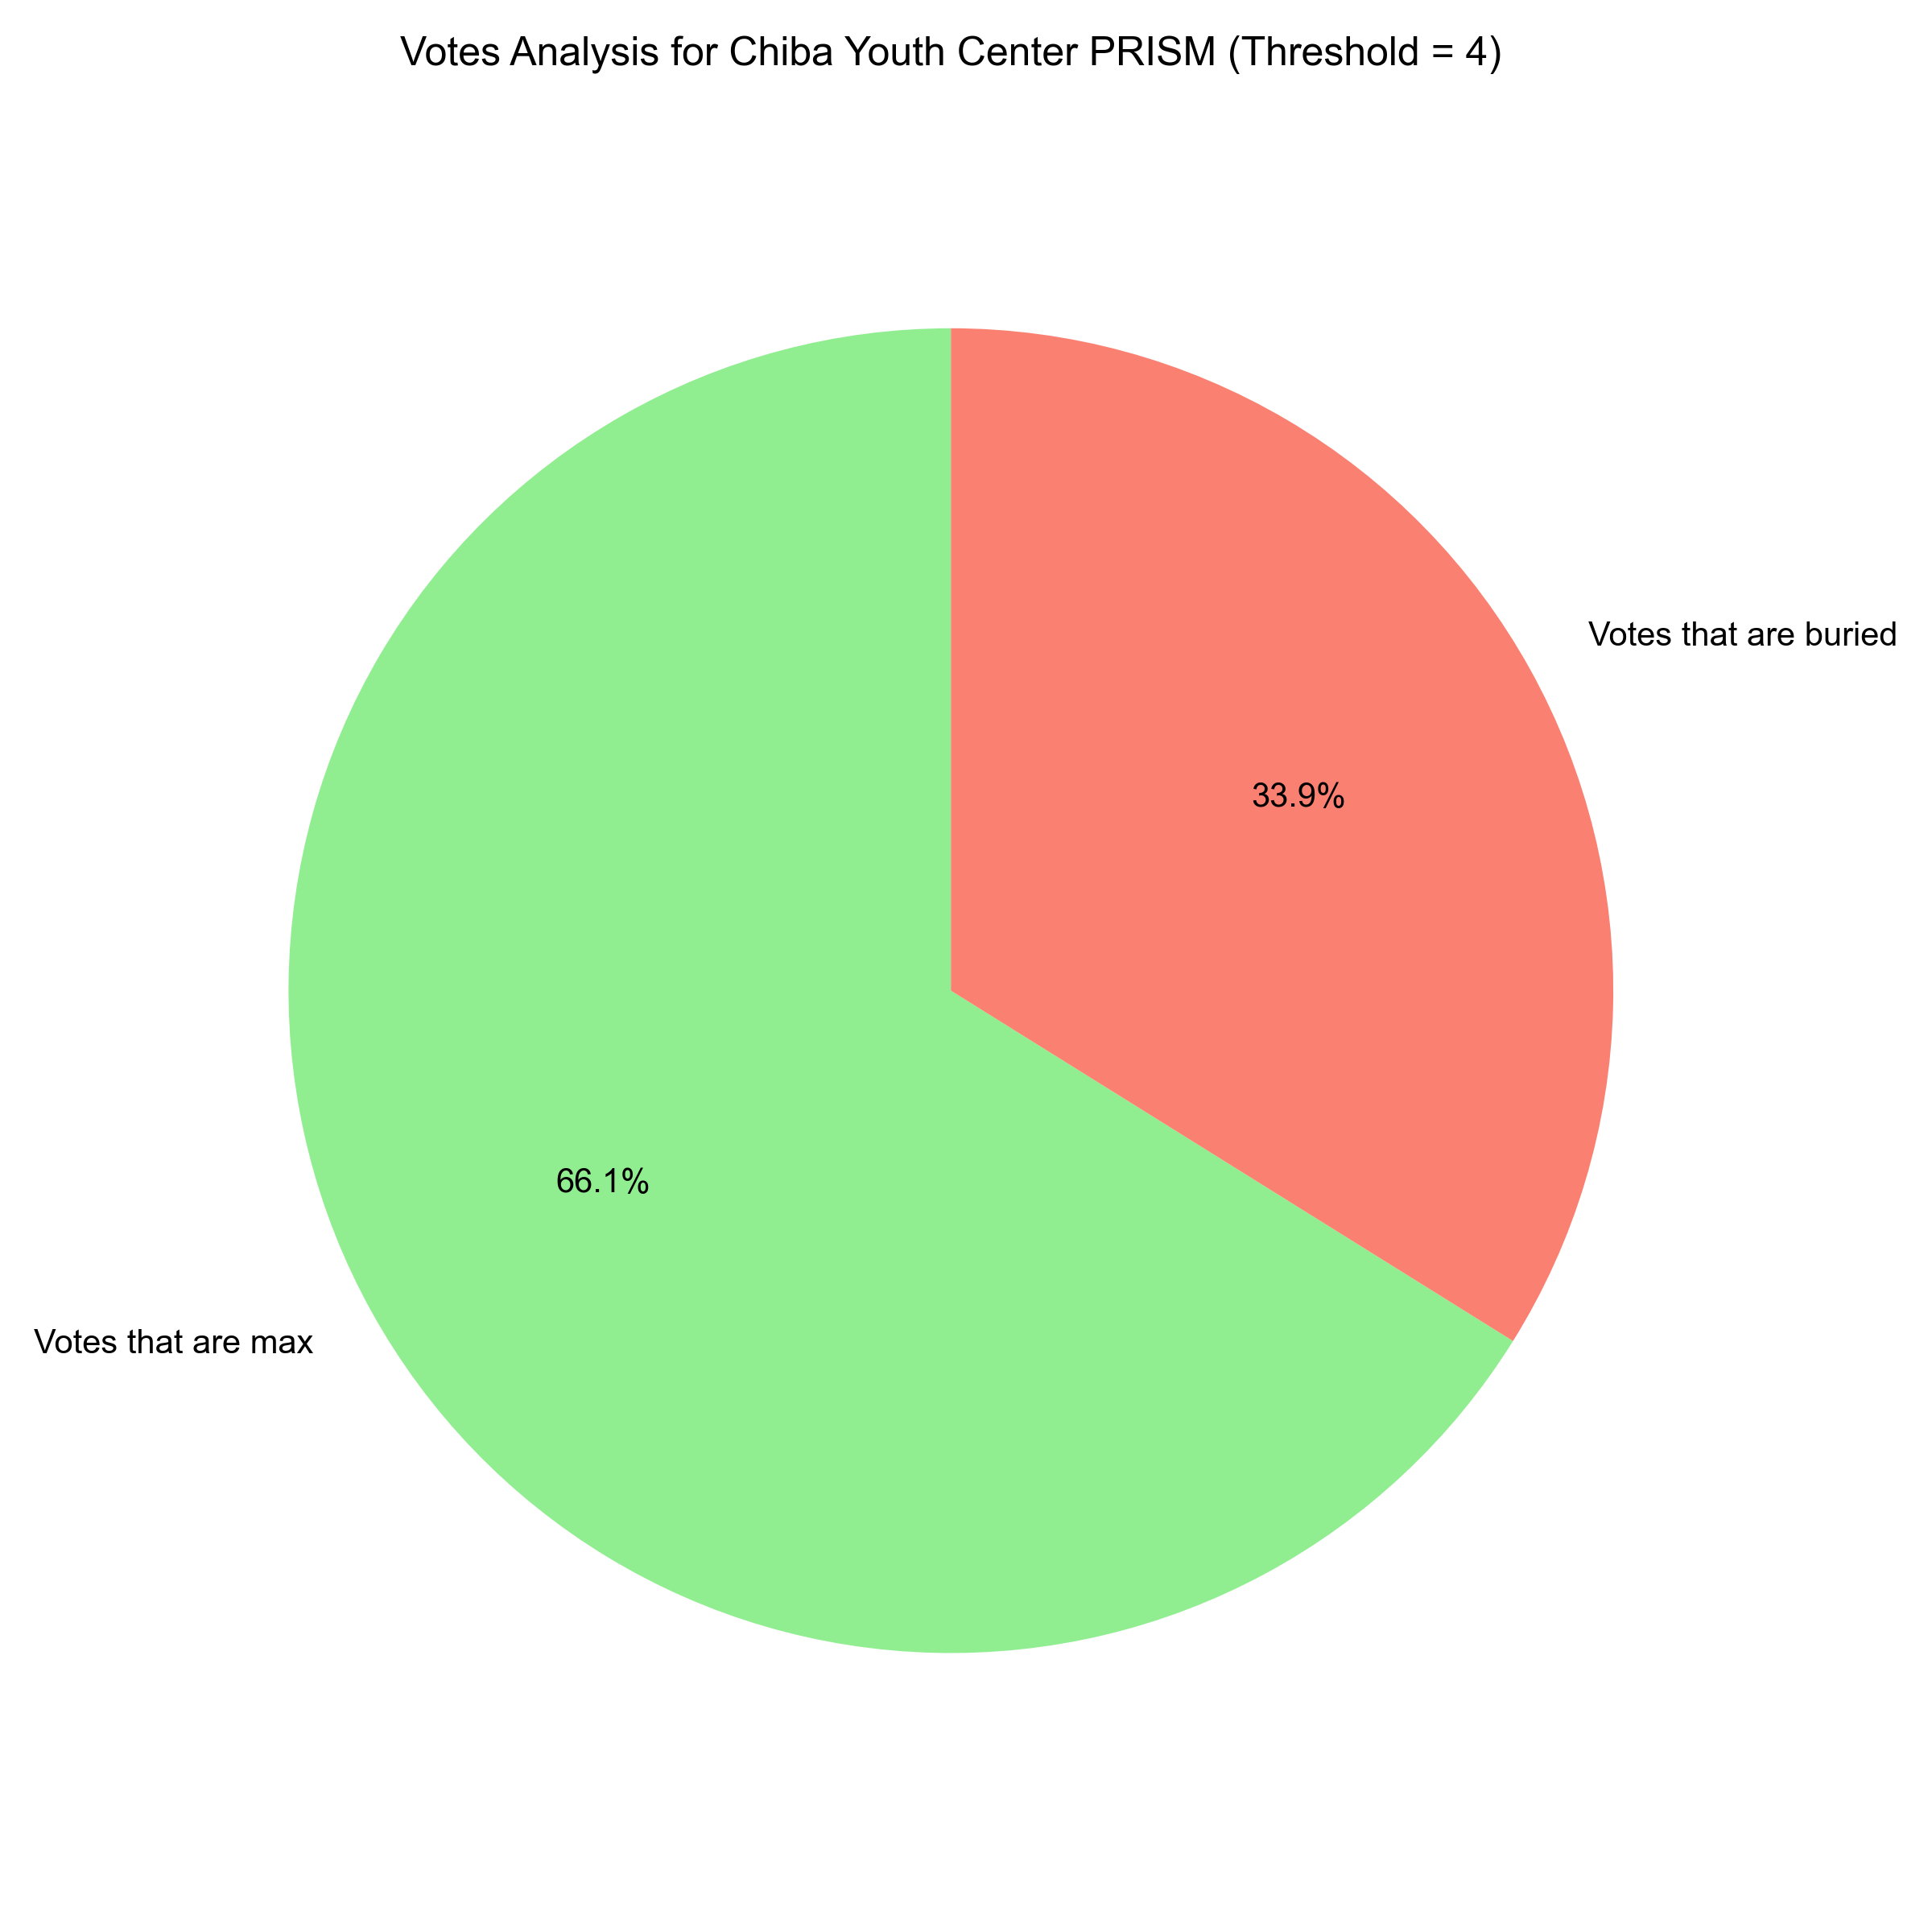 Votes Analysis for Chiba Youth Center PRISM (Threshold = 4)
Votes that are buried
33.9%
66.1%
Votes that are max